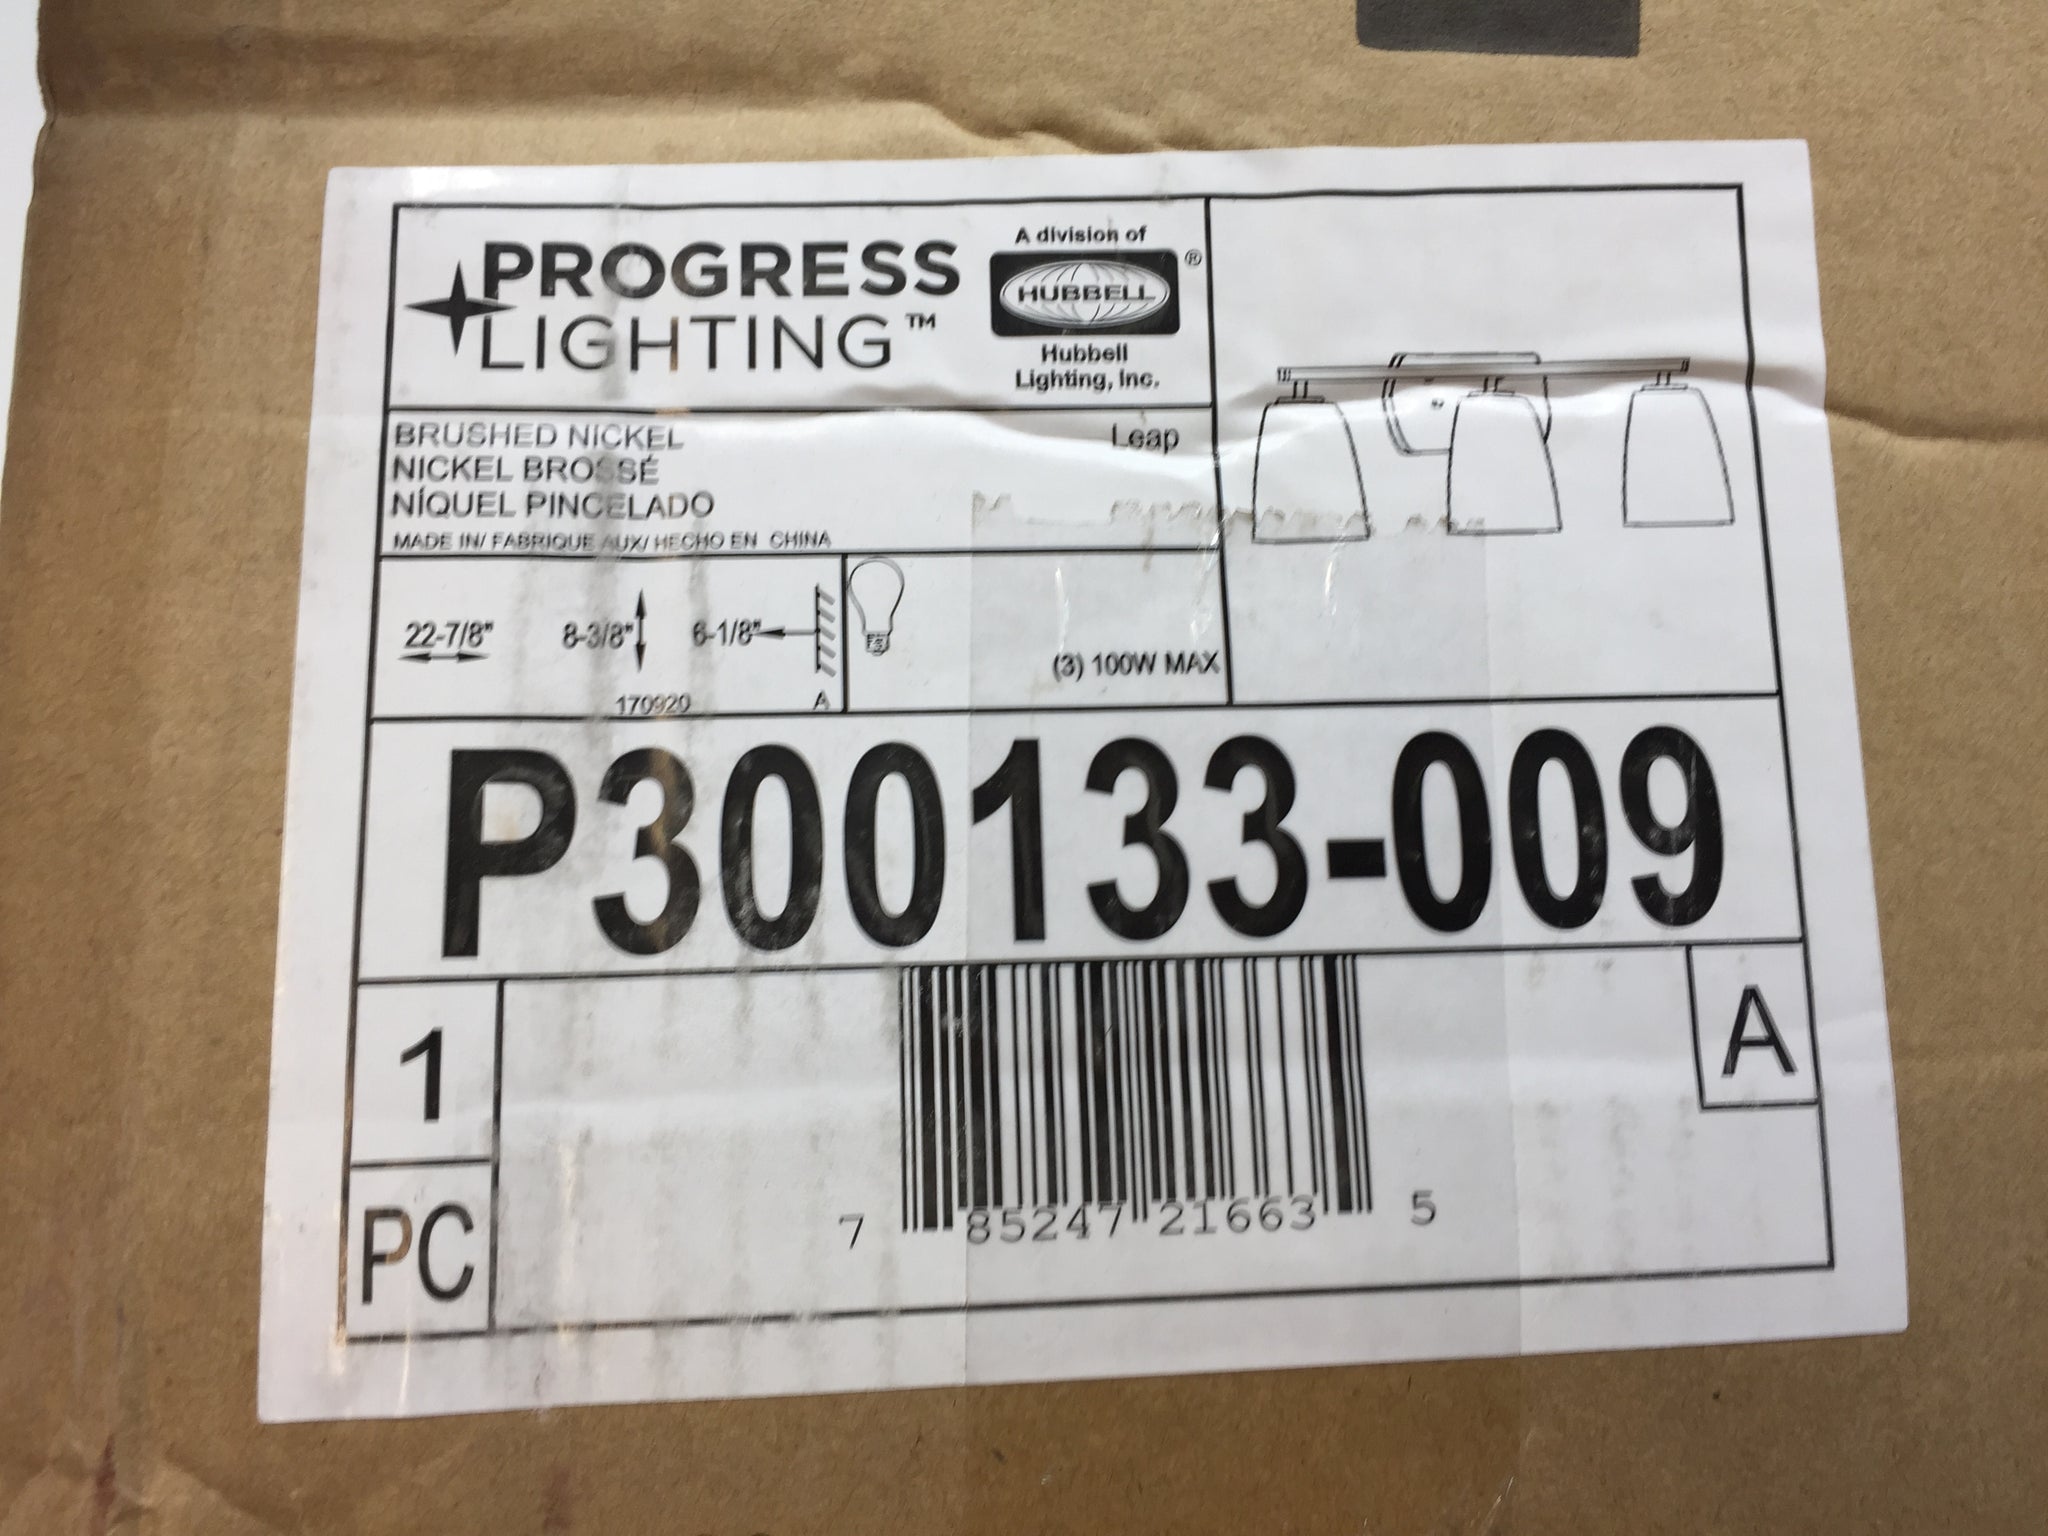 PROGRESS
LIGHTING™
A division of
HUBBELL®
Hubbell
Lighting, Inc.
BRUSHED NICKEL
Leap
NICKEL BROSSÉ
NÍQUEL PINCELADO
MADE IN/ FABRIQUE AUX/ HECHO EN CHINA
22-7/8" 8-3/8" 6-1/8"
170920 A
(3) 100W MAX
P300133-009
1
PC
A
7 85247 21663 5